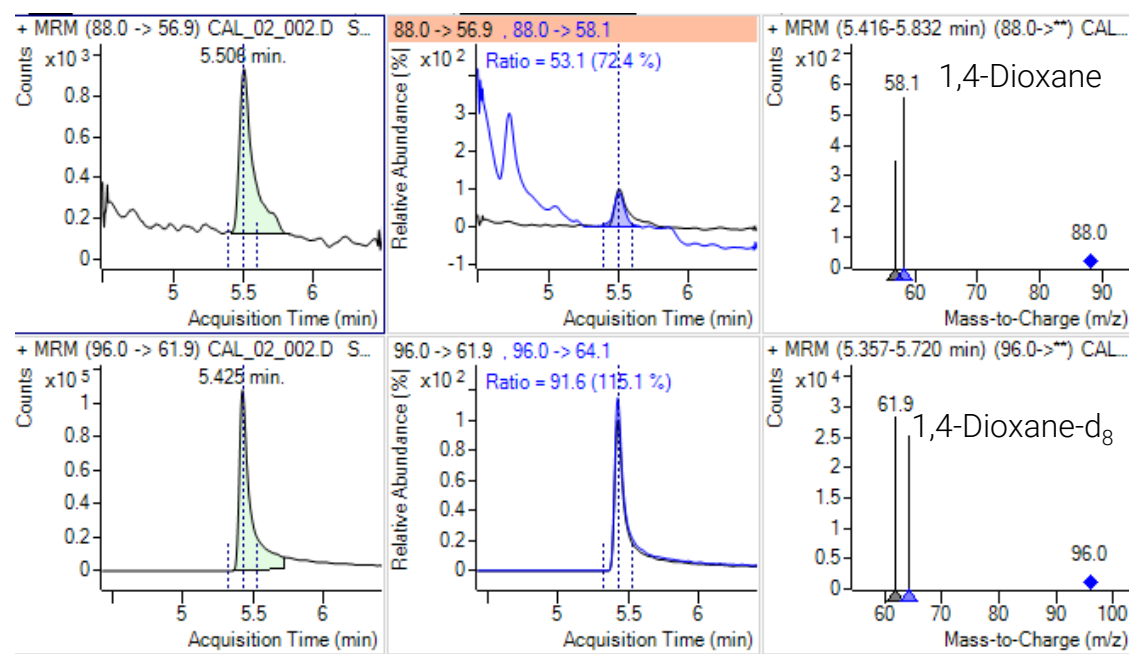 + MRM (88.0 -> 56.9) CAL_02_002.D S...
x10 3
5.506 min.
Counts
0.8
0.6
0.4
0.2
0
5 5.5 6
Acquisition Time (min)
88.0 -> 56.9 , 88.0 -> 58.1
x10 2
Ratio = 53.1 (72.4 %)
Relative Abundance (%)
3
2
1
0
-1
5 5.5 6
Acquisition Time (min)
+ MRM (5.416-5.832 min) (88.0->**) CAL...
x10 2
1,4-Dioxane
58.1
Counts
6
5
4
3
2
1
0
88.0
60 70 80 90
Mass-to-Charge (m/z)
+ MRM (96.0 -> 61.9) CAL_02_002.D S...
x10 5
5.425 min.
Counts
1
0.8
0.6
0.4
0.2
0
5 5.5 6
Acquisition Time (min)
96.0 -> 61.9 , 96.0 -> 64.1
x10 2
Ratio = 91.6 (115.1 %)
Relative Abundance (%)
1
0.8
0.6
0.4
0.2
0
5 5.5 6
Acquisition Time (min)
+ MRM (5.357-5.720 min) (96.0->**) CAL...
x10 4
61.9
1,4-Dioxane-d₈
Counts
4
3.5
3
2.5
2
1.5
1
0.5
0
96.0
60 70 80 90 100
Mass-to-Charge (m/z)